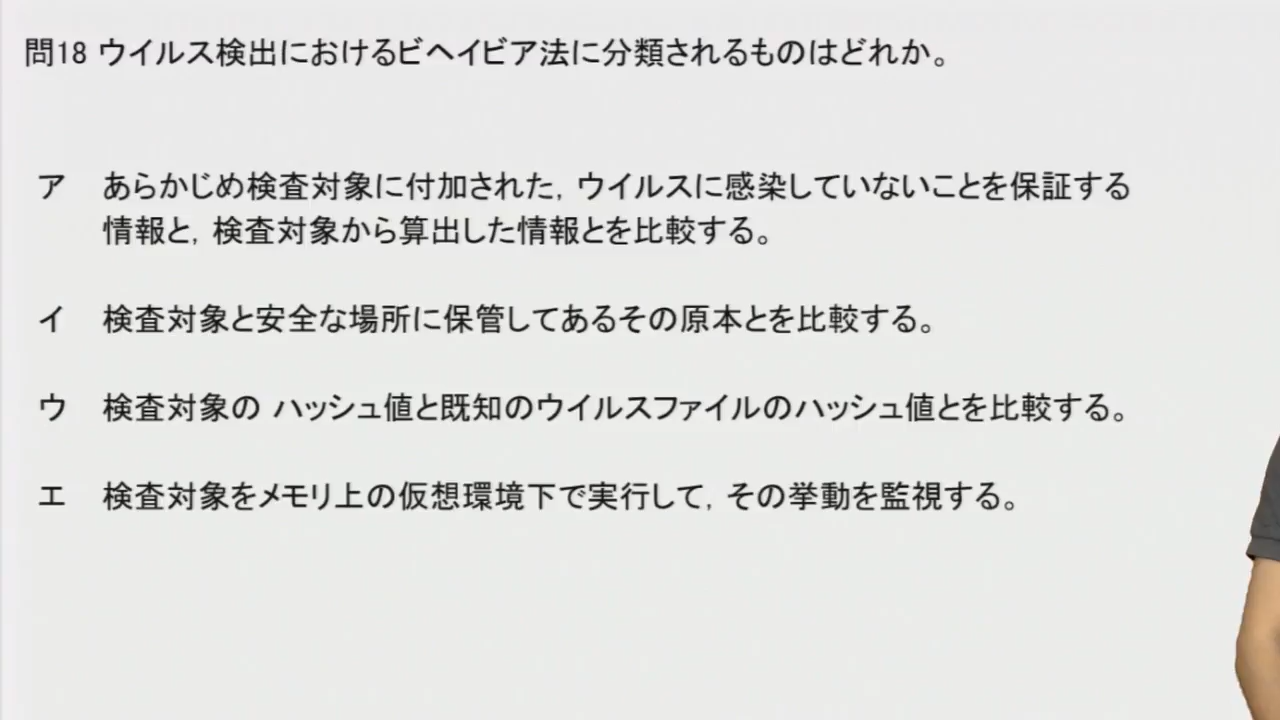 問18 ウイルス検出におけるビヘイビア法に分類されるものはどれか。
ア あらかじめ検査対象に付加された，ウイルスに感染していないことを保証する
情報と，検査対象から算出した情報とを比較する。
イ 検査対象と安全な場所に保管してあるその原本とを比較する。
ウ 検査対象の ハッシュ値と既知のウイルスファイルのハッシュ値とを比較する。
エ 検査対象をメモリ上の仮想環境下で実行して，その挙動を監視する。